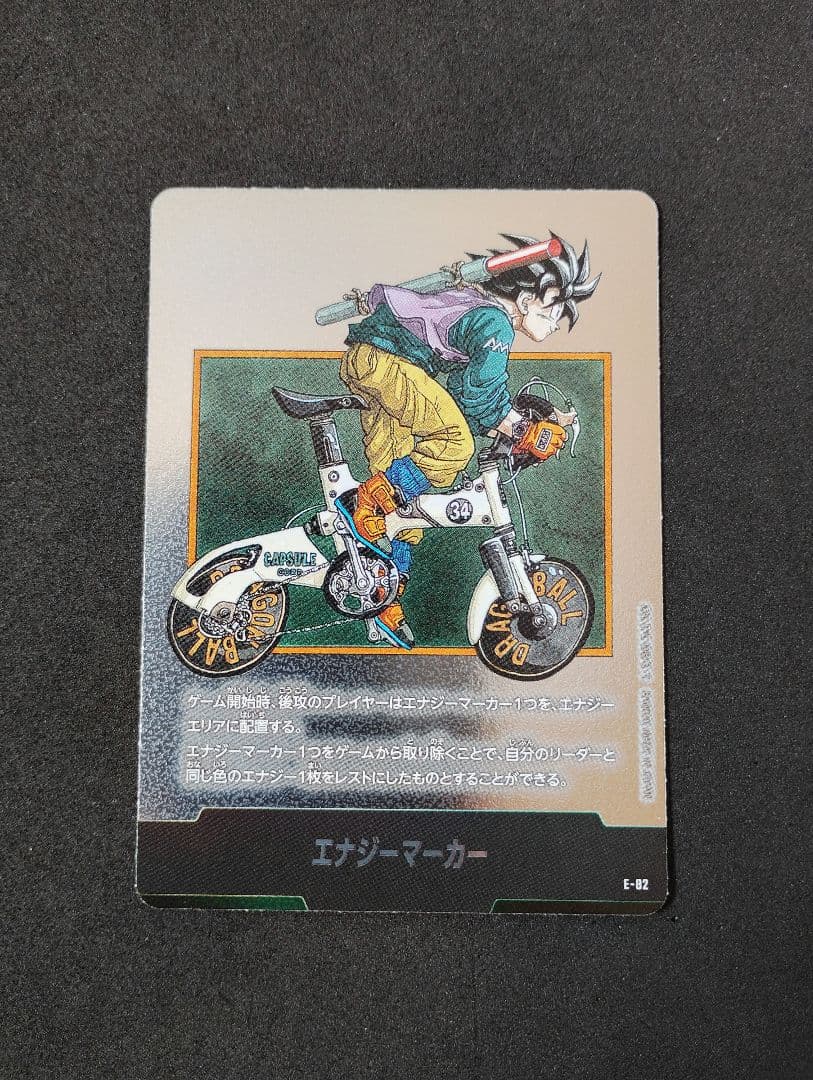 34
CAPSULE
CORP
DRAGON BALL
DRAGON BALL
ゲーム開始時、後攻のプレイヤーはエナジーマーカー1つを、エナジー
エリアに配置する。
エナジーマーカー1つをゲームから取り除くことで、自分のリーダーと
同じ色のエナジー1枚をレストにしたものとすることができる。
エナジーマーカー
E-02